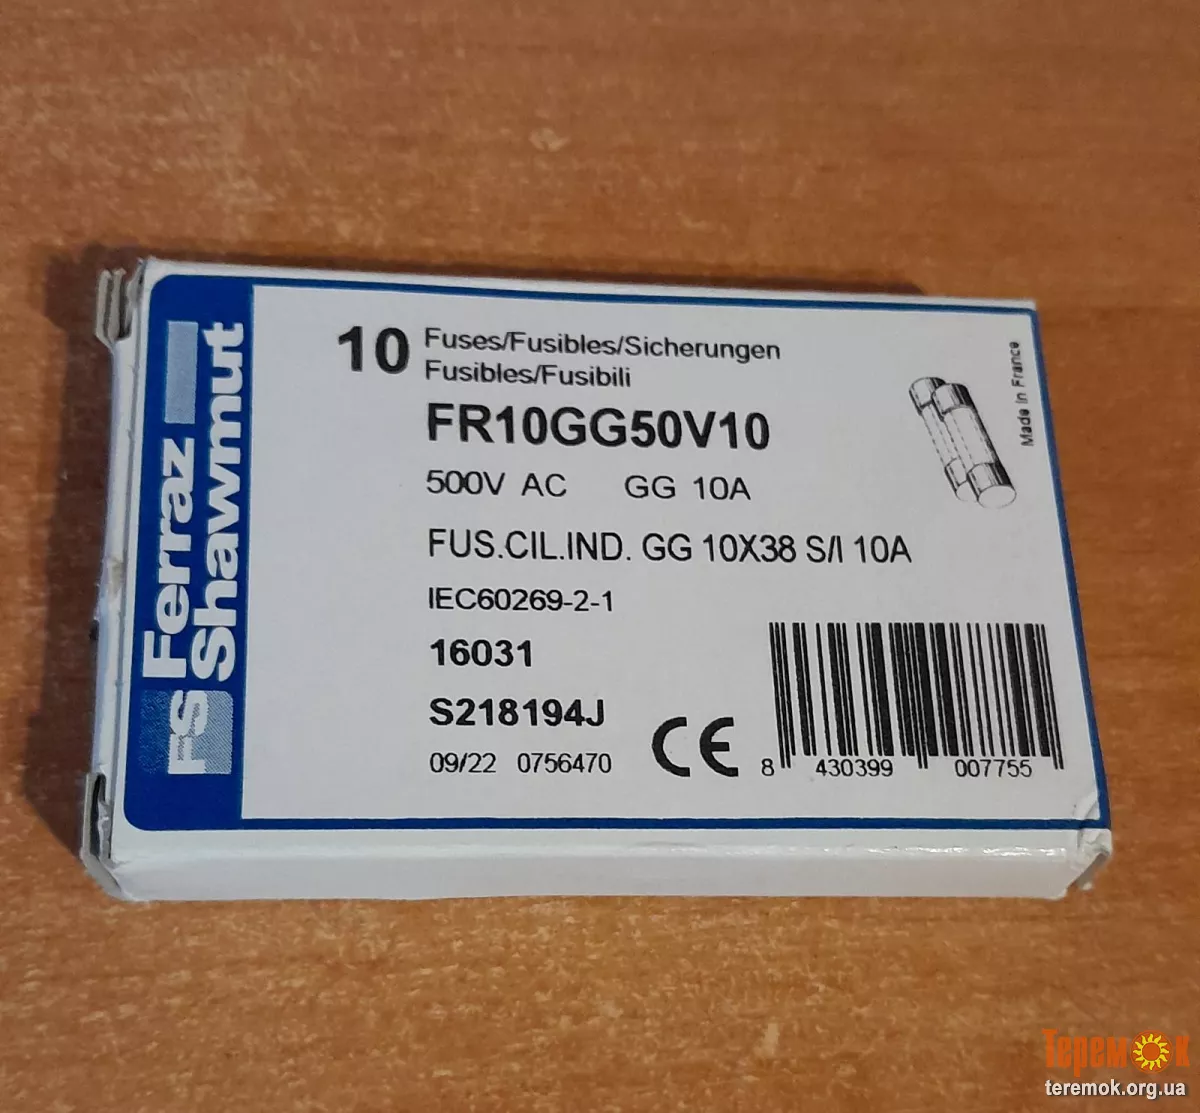 Ferraz
Shawmut
FS
10 Fuses/Fusibles/Sicherungen
Fusibles/Fusibili
FR10GG50V10
500V AC GG 10A
FUS.CIL.IND. GG 10X38 S/I 10A
IEC60269-2-1
16031
S218194J
09/22 0756470
CE
8 430399 007755
Made in France
ТеремОк
teremok.org.ua